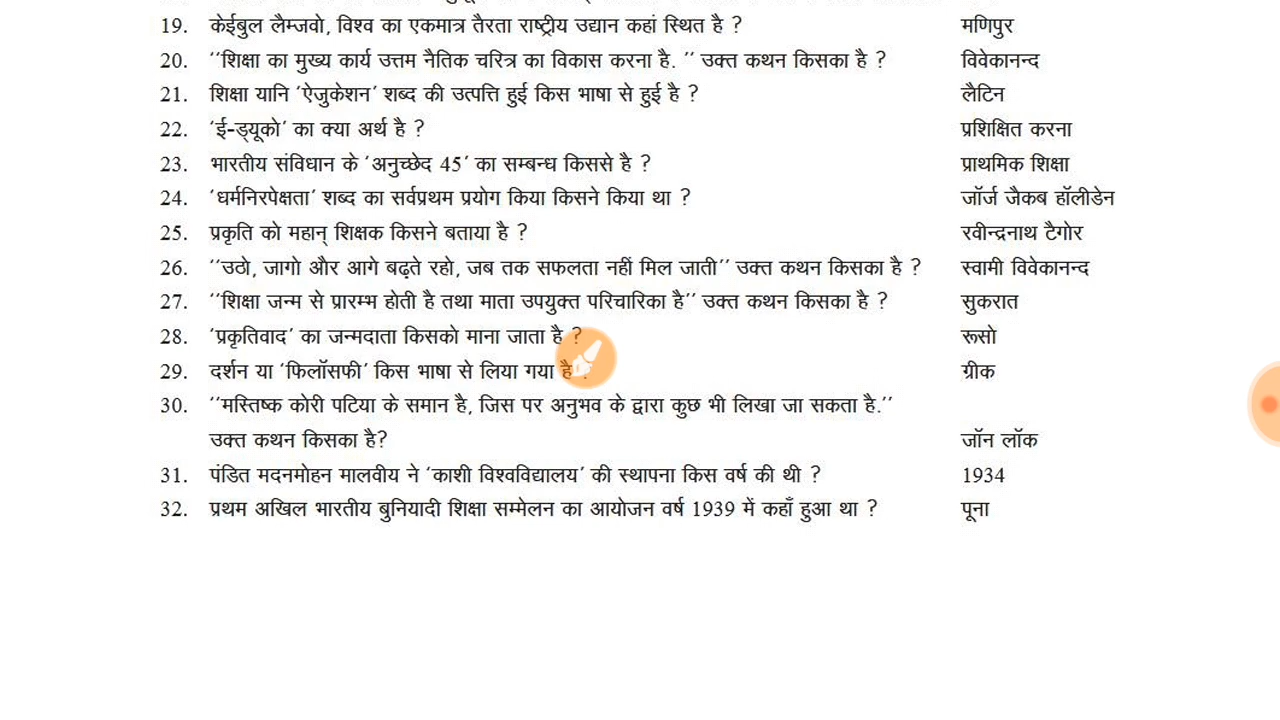 19. केईबुल लैम्जवो, विश्व का एकमात्र तैरता राष्ट्रीय उद्यान कहां स्थित है ? मणिपुर
20. ''शिक्षा का मुख्य कार्य उत्तम नैतिक चरित्र का विकास करना है. '' उक्त कथन किसका है ? विवेकानन्द
21. शिक्षा यानि 'ऐजुकेशन' शब्द की उत्पत्ति हुई किस भाषा से हुई है ? लैटिन
22. 'ई-ड्यूको' का क्या अर्थ है ? प्रशिक्षित करना
23. भारतीय संविधान के 'अनुच्छेद 45' का सम्बन्ध किससे है ? प्राथमिक शिक्षा
24. 'धर्मनिरपेक्षता' शब्द का सर्वप्रथम प्रयोग किया किसने किया था ? जॉर्ज जैकब हॉलीडेन
25. प्रकृति को महान् शिक्षक किसने बताया है ? रवीन्द्रनाथ टैगोर
26. ''उठो, जागो और आगे बढ़ते रहो, जब तक सफलता नहीं मिल जाती'' उक्त कथन किसका है ? स्वामी विवेकानन्द
27. ''शिक्षा जन्म से प्रारम्भ होती है तथा माता उपयुक्त परिचारिका है'' उक्त कथन किसका है ? सुकरात
28. 'प्रकृतिवाद' का जन्मदाता किसको माना जाता है ? रूसो
29. दर्शन या 'फिलॉसफी' किस भाषा से लिया गया है ? ग्रीक
30. ''मस्तिष्क कोरी पटिया के समान है, जिस पर अनुभव के द्वारा कुछ भी लिखा जा सकता है.''
उक्त कथन किसका है? जॉन लॉक
31. पंडित मदनमोहन मालवीय ने 'काशी विश्वविद्यालय' की स्थापना किस वर्ष की थी ? 1934
32. प्रथम अखिल भारतीय बुनियादी शिक्षा सम्मेलन का आयोजन वर्ष 1939 में कहाँ हुआ था ? पूना